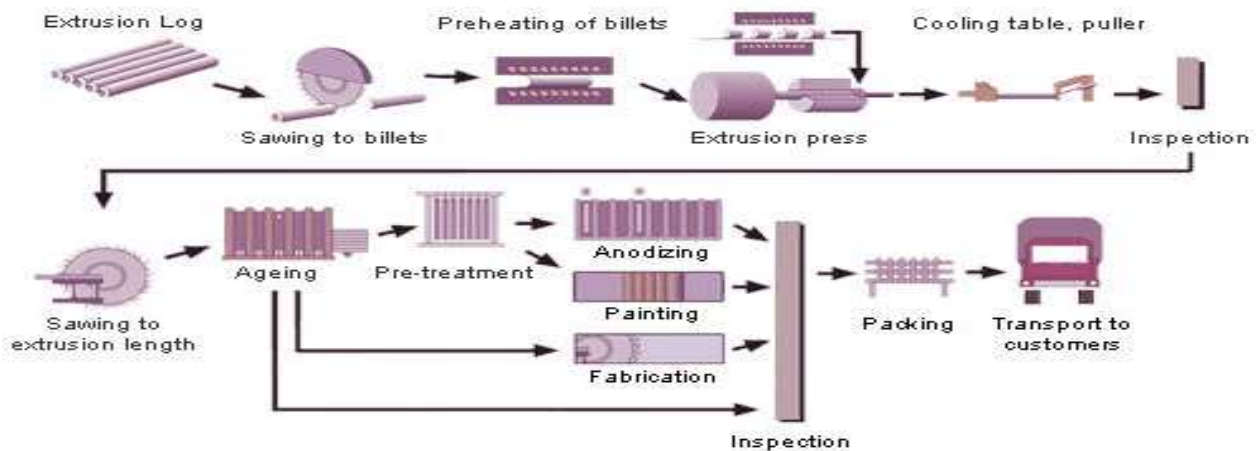 Extrusion Log
Preheating of billets
Cooling table, puller
Sawing to billets
Extrusion press
Inspection
Ageing
Pre-treatment
Anodizing
Painting
Sawing to
extrusion length
Packing
Transport to
customers
Fabrication
Inspection